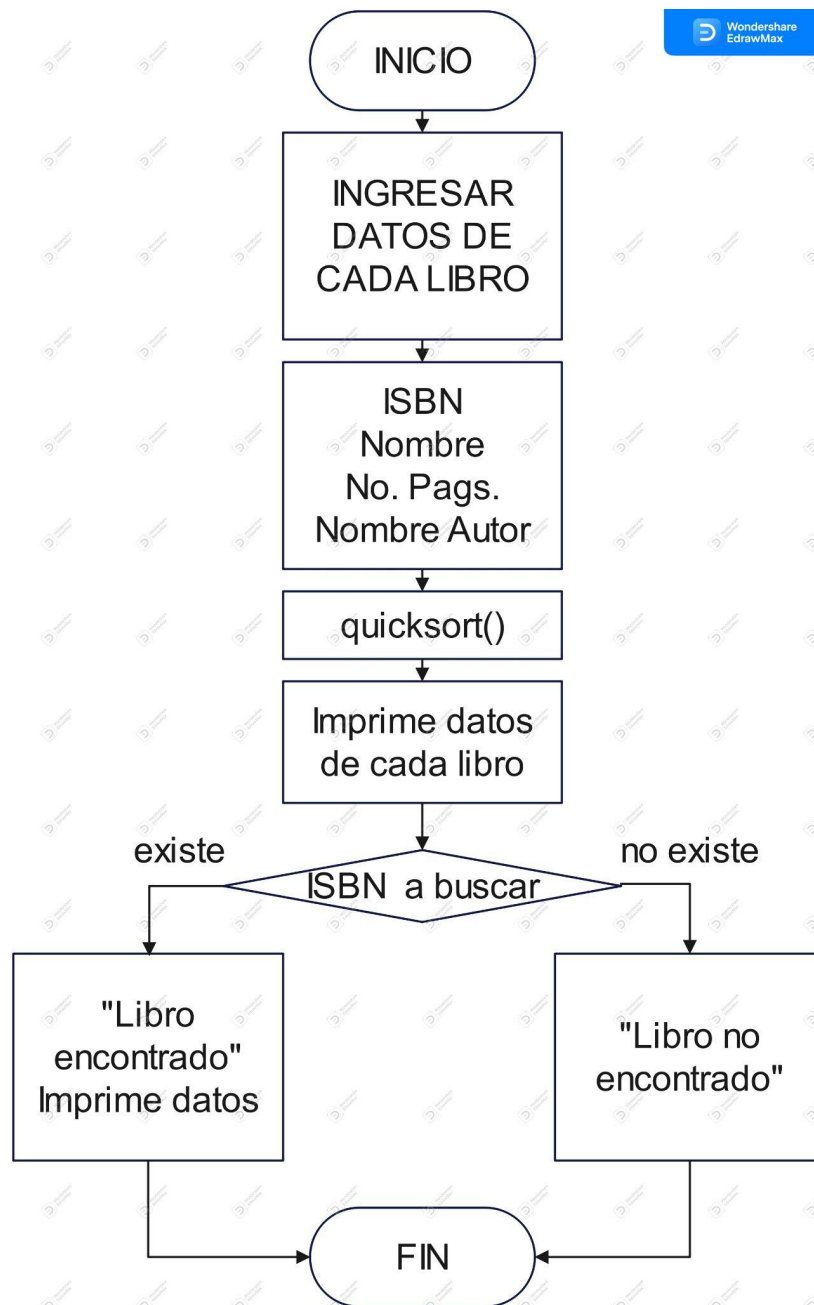 INICIO
Wondershare
EdrawMax
INGRESAR
DATOS DE
CADA LIBRO
ISBN
Nombre
No. Pags.
Nombre Autor
quicksort()
Imprime datos
de cada libro
existe
no existe
ISBN a buscar
"Libro
encontrado"
Imprime datos
"Libro no
encontrado"
FIN